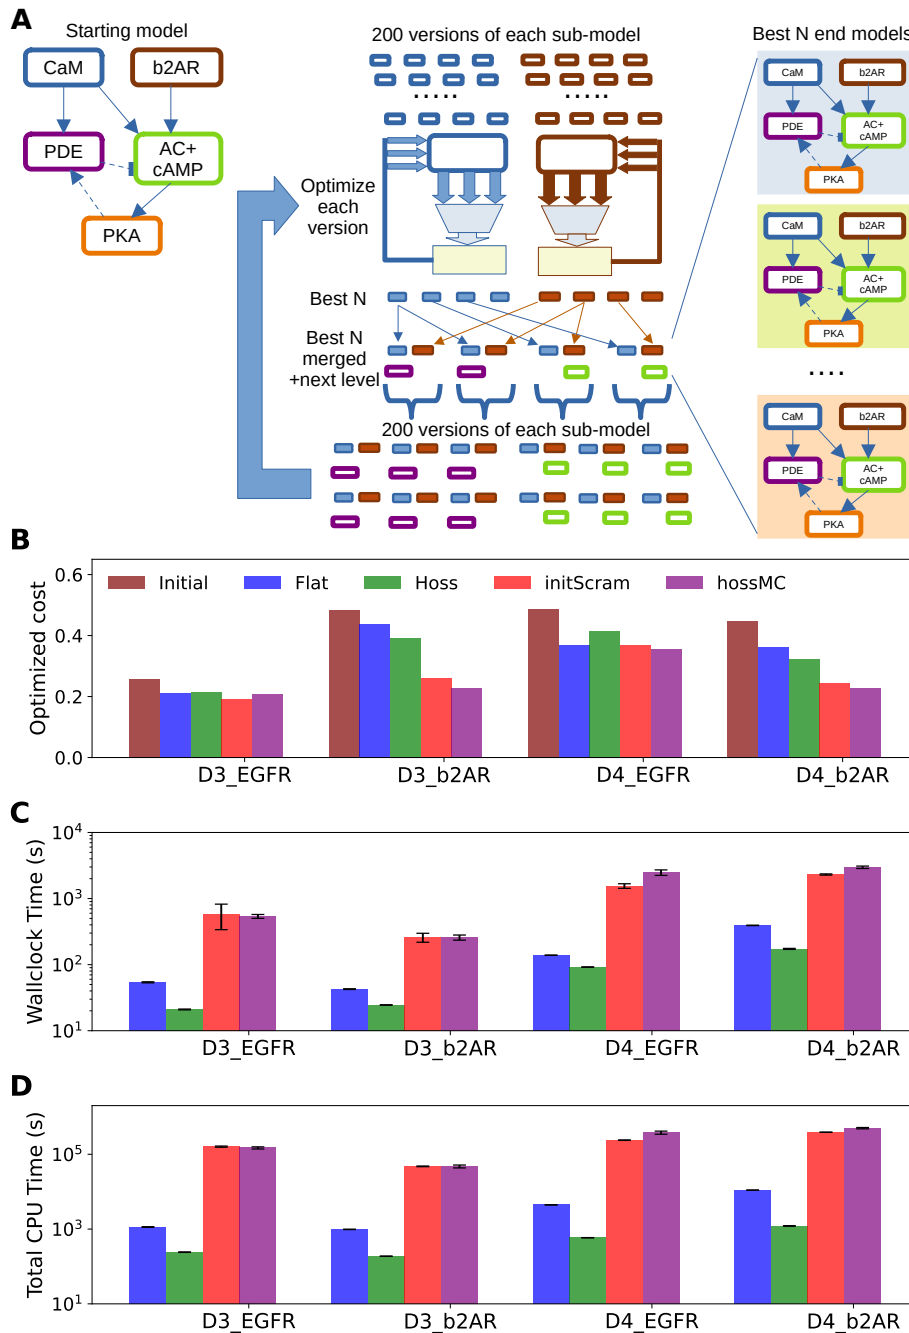 A
Starting model
CaM
b2AR
PDE
AC+
cAMP
PKA
200 versions of each sub-model
.....
.....
Optimize
each
version
Best N
Best N
merged
+next level
200 versions of each sub-model
Best N end models
CaM
b2AR
PDE
AC+
cAMP
PKA
CaM
b2AR
PDE
AC+
cAMP
PKA
....
CaM
b2AR
PDE
AC+
cAMP
PKA
B
Optimized cost
0.6
0.4
0.2
0.0
Initial
Flat
Hoss
initScram
hossMC
D3_EGFR
D3_b2AR
D4_EGFR
D4_b2AR
C
Wallclock Time (s)
10^4
10^3
10^2
10^1
D3_EGFR
D3_b2AR
D4_EGFR
D4_b2AR
D
Total CPU Time (s)
10^5
10^3
10^1
D3_EGFR
D3_b2AR
D4_EGFR
D4_b2AR